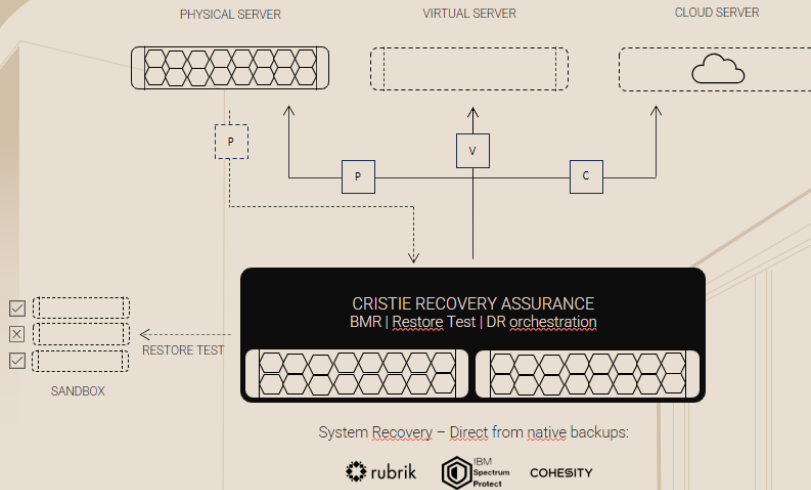 PHYSICAL SERVER
VIRTUAL SERVER
CLOUD SERVER
P
V
P
C
CRISTIE RECOVERY ASSURANCE
BMR | Restore Test | DR orchestration
RESTORE TEST
SANDBOX
System Recovery – Direct from native backups:
rubrik
IBM
Spectrum
Protect
COHESITY